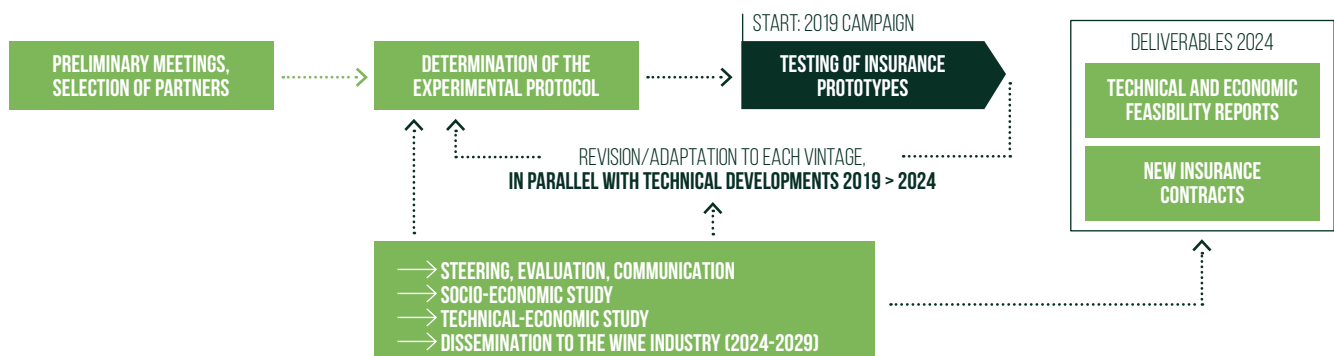 PRELIMINARY MEETINGS,
SELECTION OF PARTNERS
DETERMINATION OF THE
EXPERIMENTAL PROTOCOL
START: 2019 CAMPAIGN
TESTING OF INSURANCE
PROTOTYPES
REVISION/ADAPTATION TO EACH VINTAGE,
IN PARALLEL WITH TECHNICAL DEVELOPMENTS 2019 > 2024
STEERING, EVALUATION, COMMUNICATION
SOCIO-ECONOMIC STUDY
TECHNICAL-ECONOMIC STUDY
DISSEMINATION TO THE WINE INDUSTRY (2024-2029)
DELIVERABLES 2024
TECHNICAL AND ECONOMIC
FEASIBILITY REPORTS
NEW INSURANCE
CONTRACTS